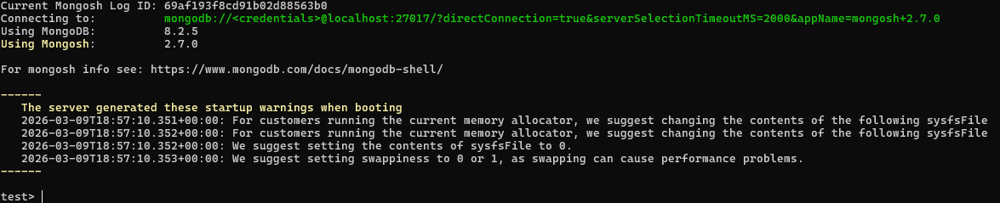 Current Mongosh Log ID: 69af193f8cd91b02d88563b0
Connecting to:          mongodb://<credentials>@localhost:27017/?directConnection=true&serverSelectionTimeoutMS=2000&appName=mongosh+2.7.0
Using MongoDB:          8.2.5
Using Mongosh:          2.7.0
For mongosh info see: https://www.mongodb.com/docs/mongodb-shell/
------
   The server generated these startup warnings when booting
   2026-03-09T18:57:10.351+00:00: For customers running the current memory allocator, we suggest changing the contents of the following sysfsFile
   2026-03-09T18:57:10.352+00:00: For customers running the current memory allocator, we suggest changing the contents of the following sysfsFile
   2026-03-09T18:57:10.352+00:00: We suggest setting the contents of sysfsFile to 0.
   2026-03-09T18:57:10.353+00:00: We suggest setting swappiness to 0 or 1, as swapping can cause performance problems.
------
test>